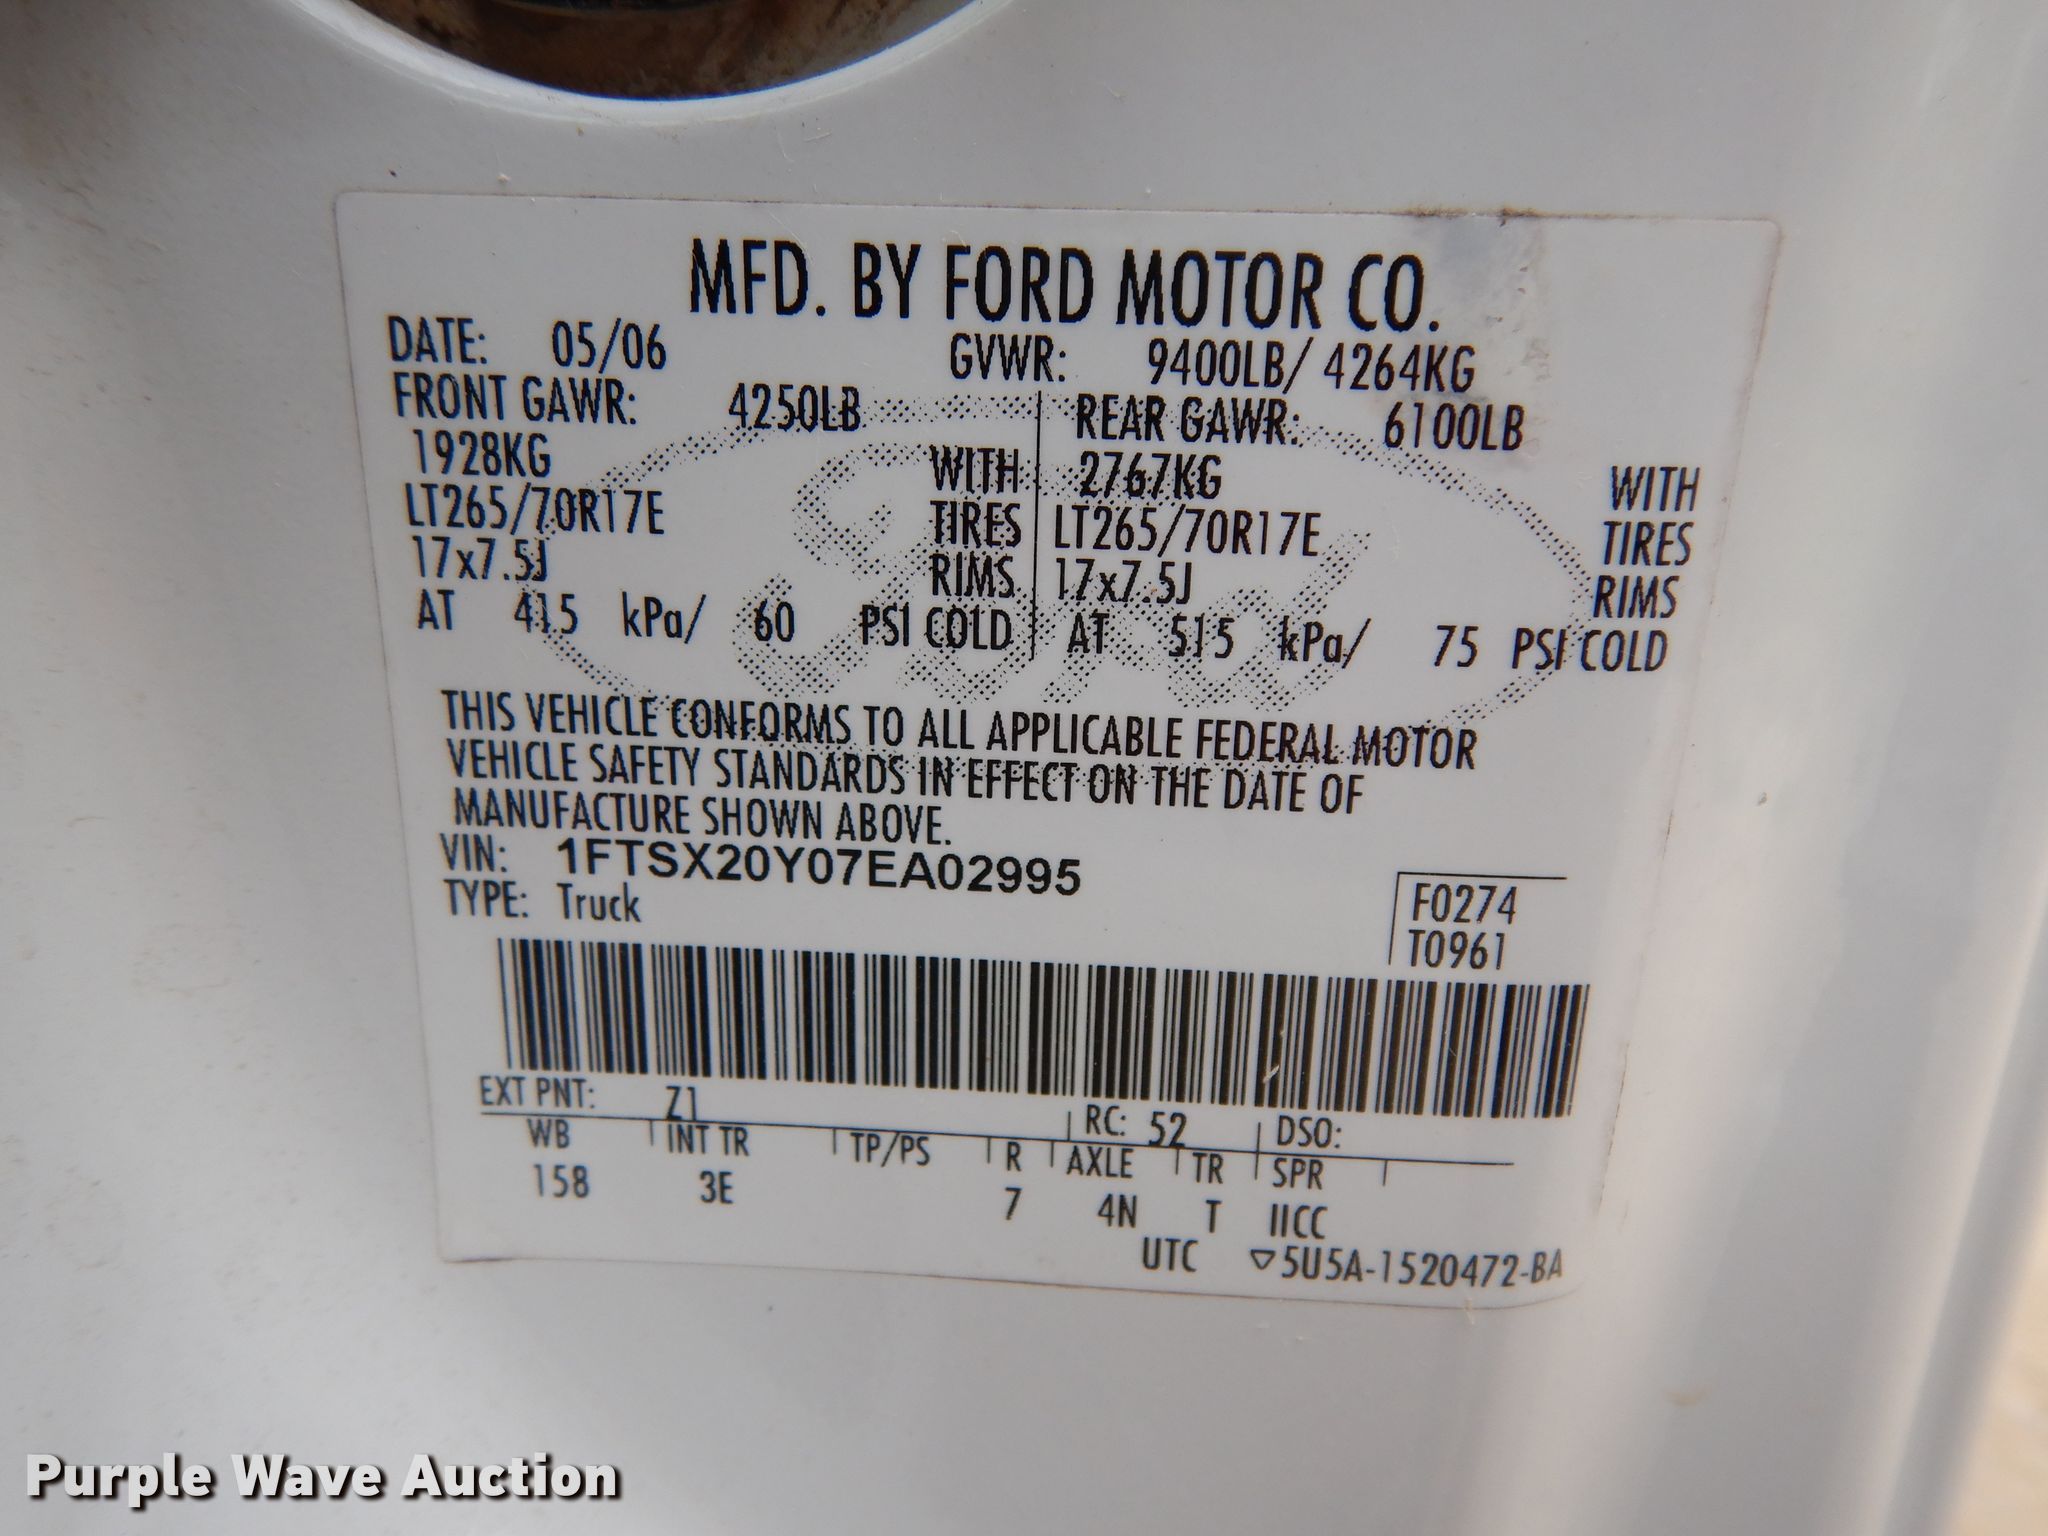 MFD. BY FORD MOTOR CO.
DATE: 05/06 GVWR: 9400LB/ 4264KG
FRONT GAWR: 4250LB REAR GAWR: 6100LB
1928KG WITH 2767KG WITH
LT265/70R17E TIRES LT265/70R17E TIRES
17x7.5J RIMS 17x7.5J RIMS
AT 415 kPa/ 60 PSI COLD AT 515 kPa/ 75 PSI COLD
THIS VEHICLE CONFORMS TO ALL APPLICABLE FEDERAL MOTOR
VEHICLE SAFETY STANDARDS IN EFFECT ON THE DATE OF
MANUFACTURE SHOWN ABOVE.
VIN: 1FTSX20Y07EA02995
TYPE: Truck
F0274
T0961
EXT PNT: Z1 RC: 52 DSO:
WB INT TR TP/PS R AXLE TR SPR
158 3E 7 4N T IICC
UTC ▽5U5A-1520472-BA
Purple Wave Auction